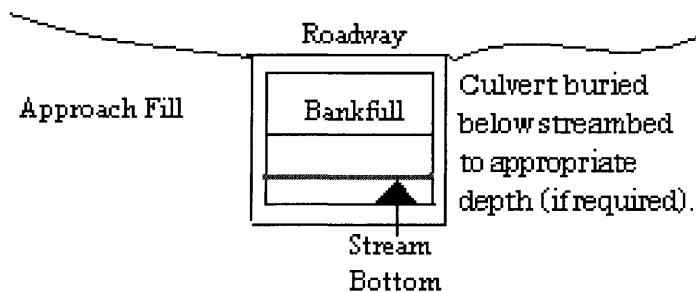 Roadway
Approach Fill
Bankfull
Culvert buried
below streambed
to appropriate
depth (if required).
Stream
Bottom